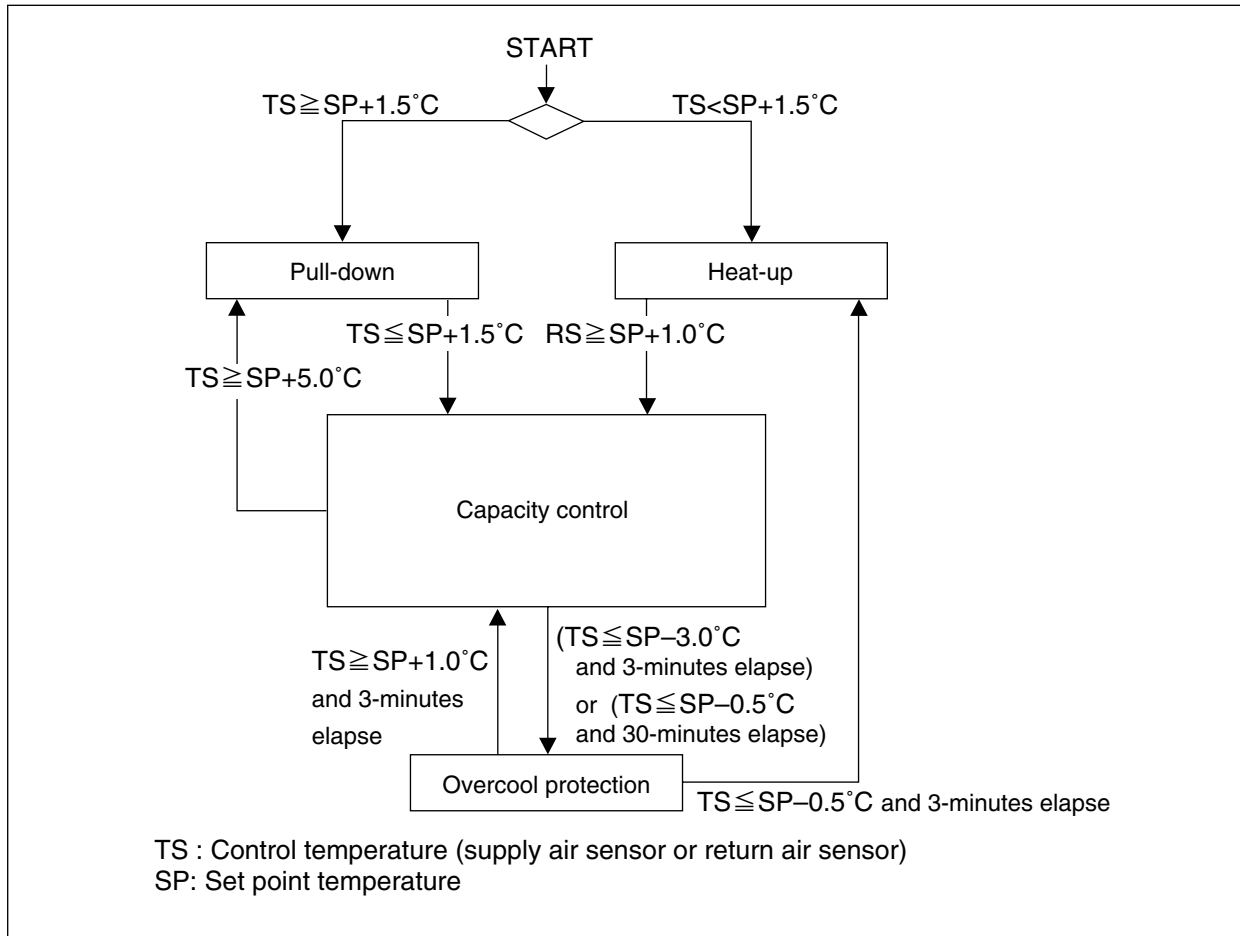 START
TS≧SP+1.5˚C
TS<SP+1.5˚C
Pull-down
Heat-up
TS≦SP+1.5˚C
RS≧SP+1.0˚C
TS≧SP+5.0˚C
Capacity control
TS≧SP+1.0˚C
and 3-minutes
elapse
(TS≦SP–3.0˚C
and 3-minutes elapse)
or (TS≦SP–0.5˚C
and 30-minutes elapse)
Overcool protection
TS≦SP–0.5˚C and 3-minutes elapse
TS : Control temperature (supply air sensor or return air sensor)
SP: Set point temperature